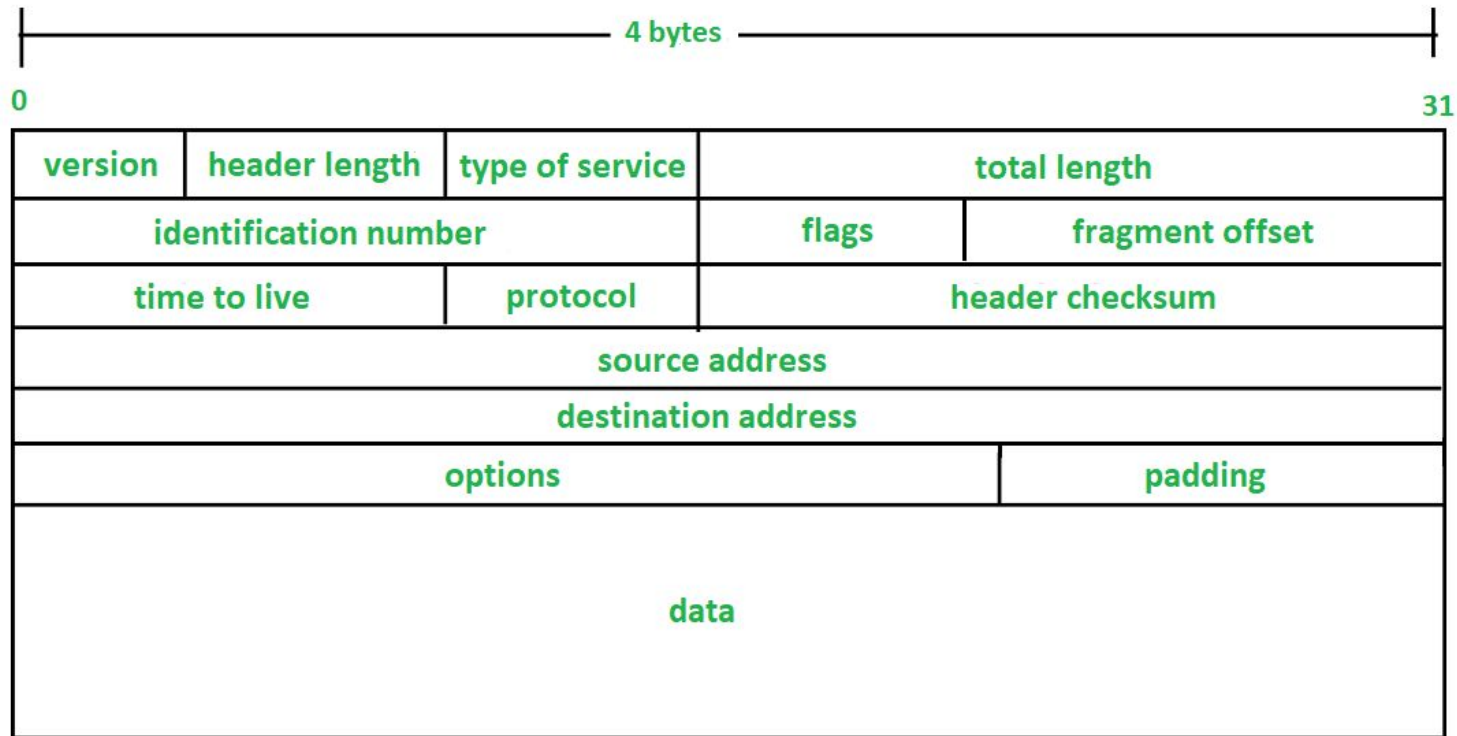 4 bytes
0 31
version header length type of service total length
identification number flags fragment offset
time to live protocol header checksum
source address
destination address
options padding
data